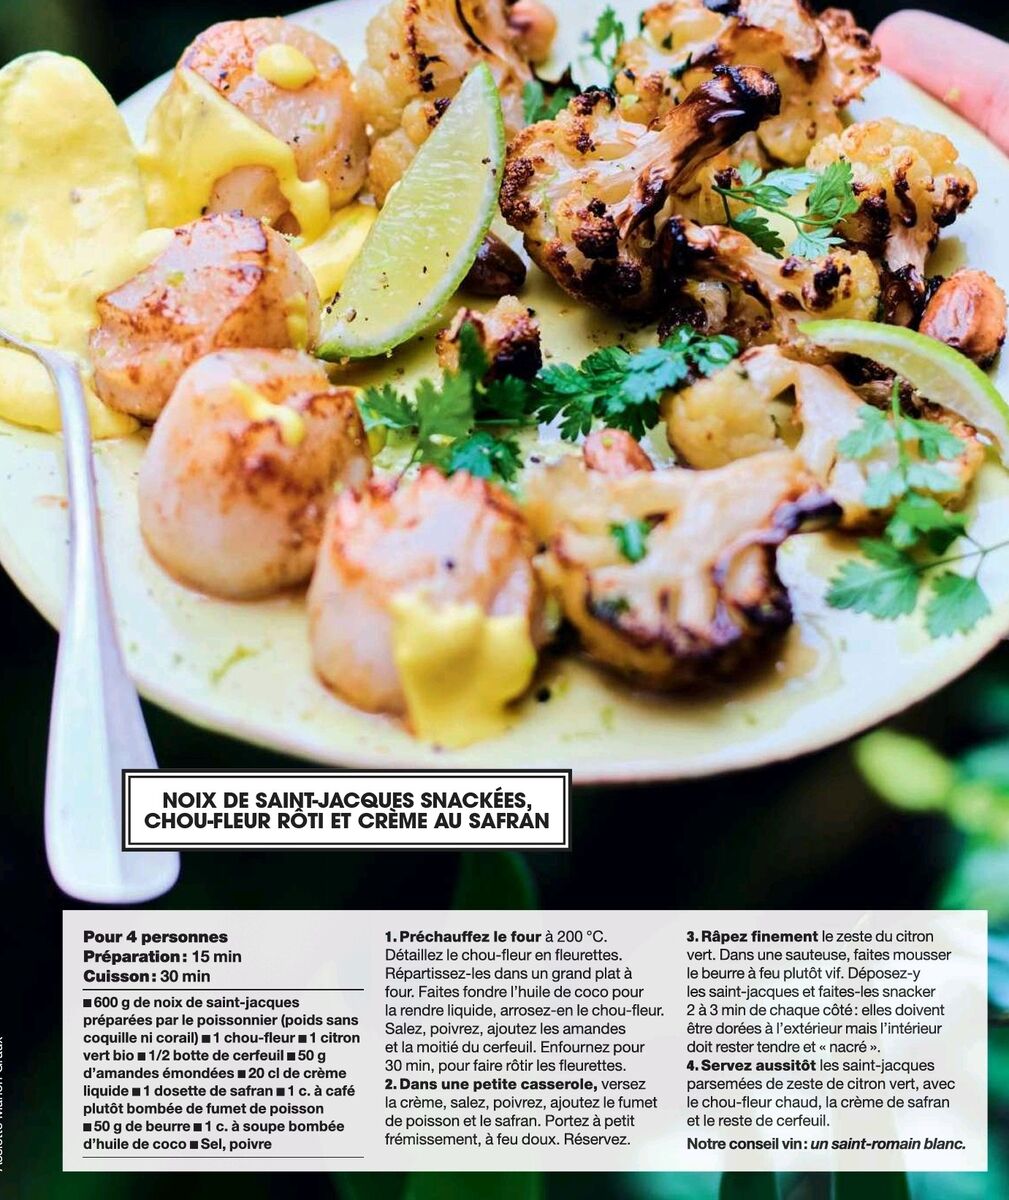 NOIX DE SAINT-JACQUES SNACKÉES,
CHOU-FLEUR RÔTI ET CRÈME AU SAFRAN
Pour 4 personnes
Préparation : 15 min
Cuisson : 30 min
■ 600 g de noix de saint-jacques
préparées par le poissonnier (poids sans
coquille ni corail) ■ 1 chou-fleur ■ 1 citron
vert bio ■ 1/2 botte de cerfeuil ■ 50 g
d’amandes émondées ■ 20 cl de crème
liquide ■ 1 dosette de safran ■ 1 c. à café
plutôt bombée de fumet de poisson
■ 50 g de beurre ■ 1 c. à soupe bombée
d’huile de coco ■ Sel, poivre
1. Préchauffez le four à 200 °C.
Détaillez le chou-fleur en fleurettes.
Répartissez-les dans un grand plat à
four. Faites fondre l’huile de coco pour
la rendre liquide, arrosez-en le chou-fleur.
Salez, poivrez, ajoutez les amandes
et la moitié du cerfeuil. Enfournez pour
30 min, pour faire rôtir les fleurettes.
2. Dans une petite casserole, versez
la crème, salez, poivrez, ajoutez le fumet
de poisson et le safran. Portez à petit
frémissement, à feu doux. Réservez.
3. Râpez finement le zeste du citron
vert. Dans une sauteuse, faites mousser
le beurre à feu plutôt vif. Déposez-y
les saint-jacques et faites-les snacker
2 à 3 min de chaque côté : elles doivent
être dorées à l’extérieur mais l’intérieur
doit rester tendre et « nacré ».
4. Servez aussitôt les saint-jacques
parsemées de zeste de citron vert, avec
le chou-fleur chaud, la crème de safran
et le reste de cerfeuil.
Notre conseil vin : un saint-romain blanc.